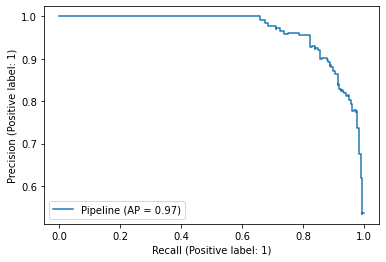 1.0
0.9
0.8
0.7
0.6
Precision (Positive label: 1)
Pipeline (AP = 0.97)
0.0 0.2 0.4 0.6 0.8 1.0
Recall (Positive label: 1)